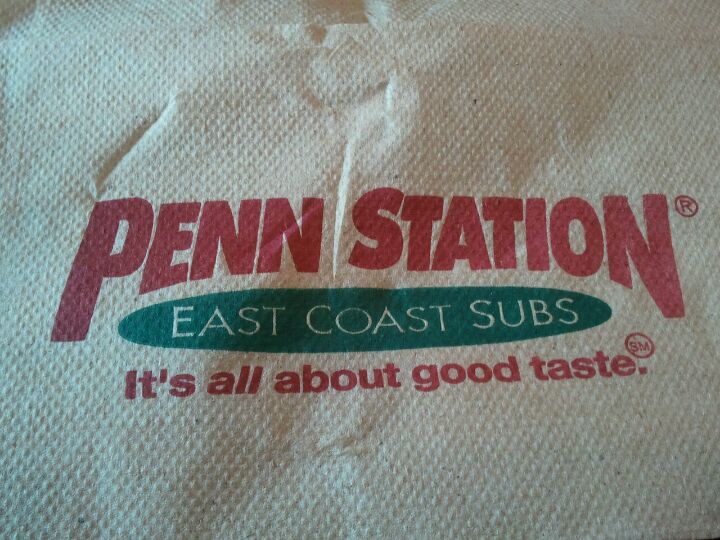 PENN STATION®
EAST COAST SUBS
It's all about good taste.℠